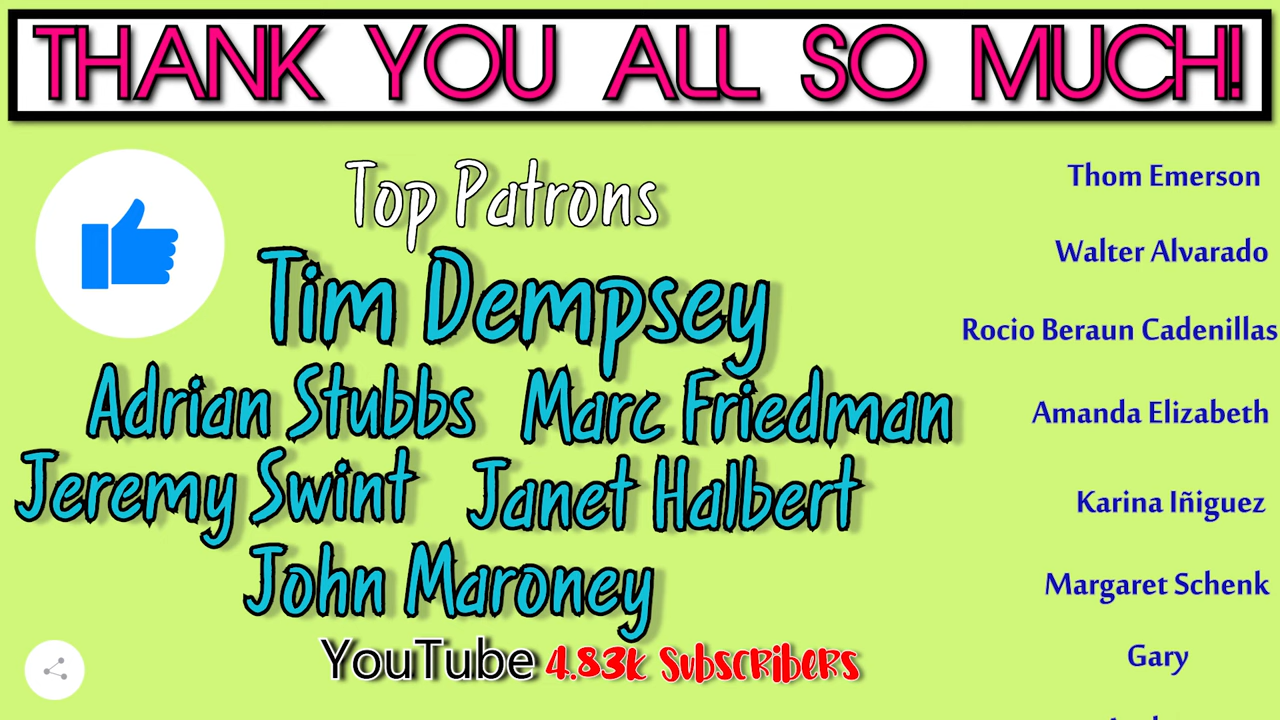 THANK YOU ALL SO MUCH!
Top Patrons
Tim Dempsey
Adrian Stubbs Marc Friedman
Jeremy Swint Janet Halbert
John Maroney
YouTube 4.83k Subscribers
Thom Emerson
Walter Alvarado
Rocio Beraun Cadenillas
Amanda Elizabeth
Karina Iñiguez
Margaret Schenk
Gary